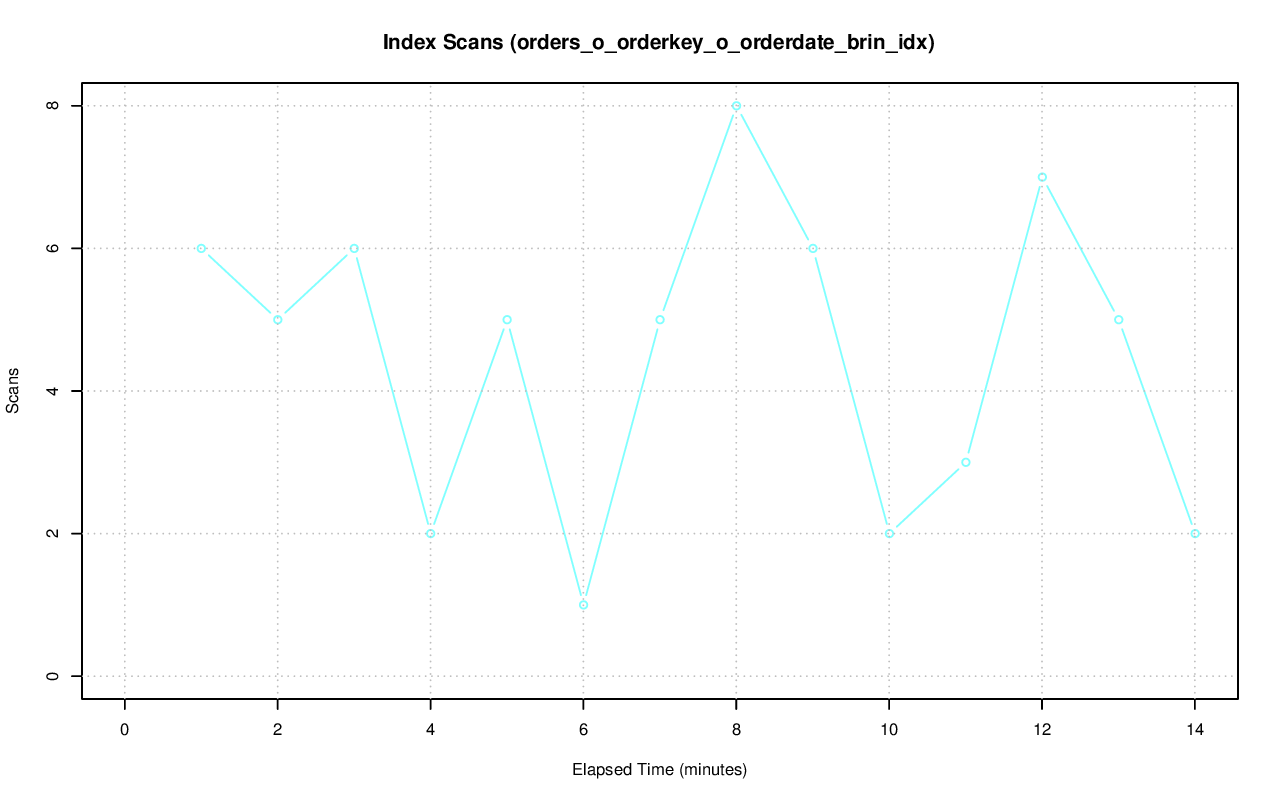 Index Scans (orders_o_orderkey_o_orderdate_brin_idx)
Scans
8
6
4
2
0
0 2 4 6 8 10 12 14
Elapsed Time (minutes)